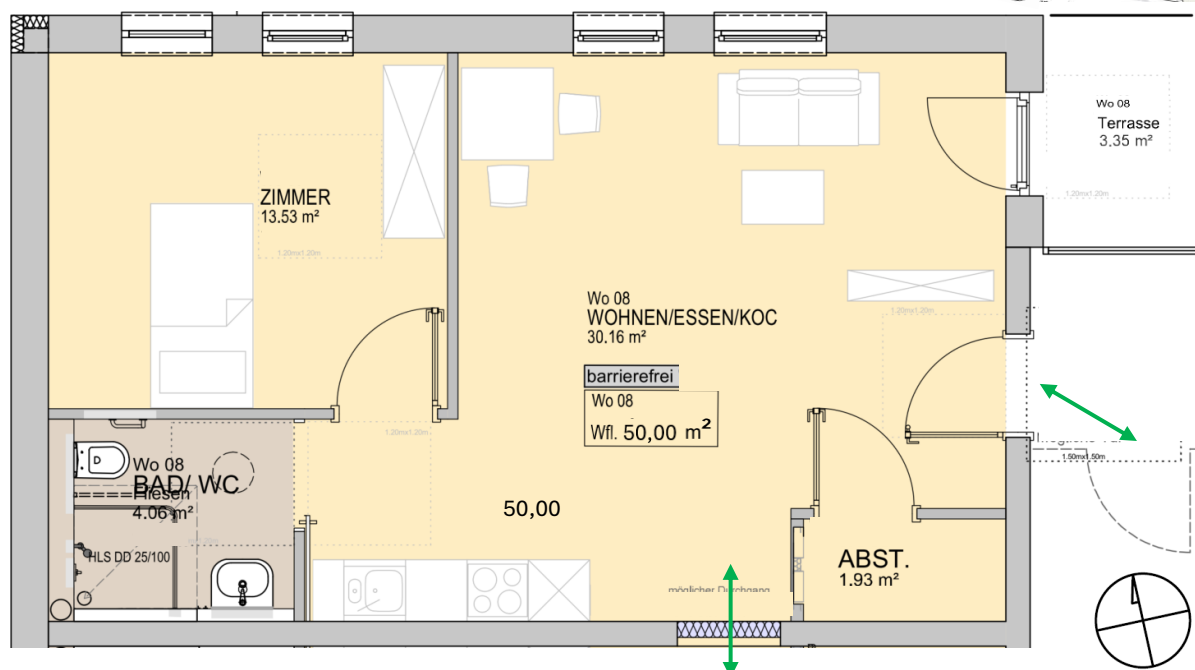 Wo 08
Terrasse
3,35 m²
1.20mx1.20m
ZIMMER
13.53 m²
1.20mx1.20m
Wo 08
WOHNEN/ESSEN/KOC
30.16 m²
1.20mx1.20m
barrierefrei
Wo 08
Wfl. 50,00 m²
1.20mx1.20m
1.50mx1.50m
Wo 08
BAD/ WC
Fliesen
4.06 m²
50,00
HLS DD 25/100
ABST.
1.93 m²
möglicher Durchgang